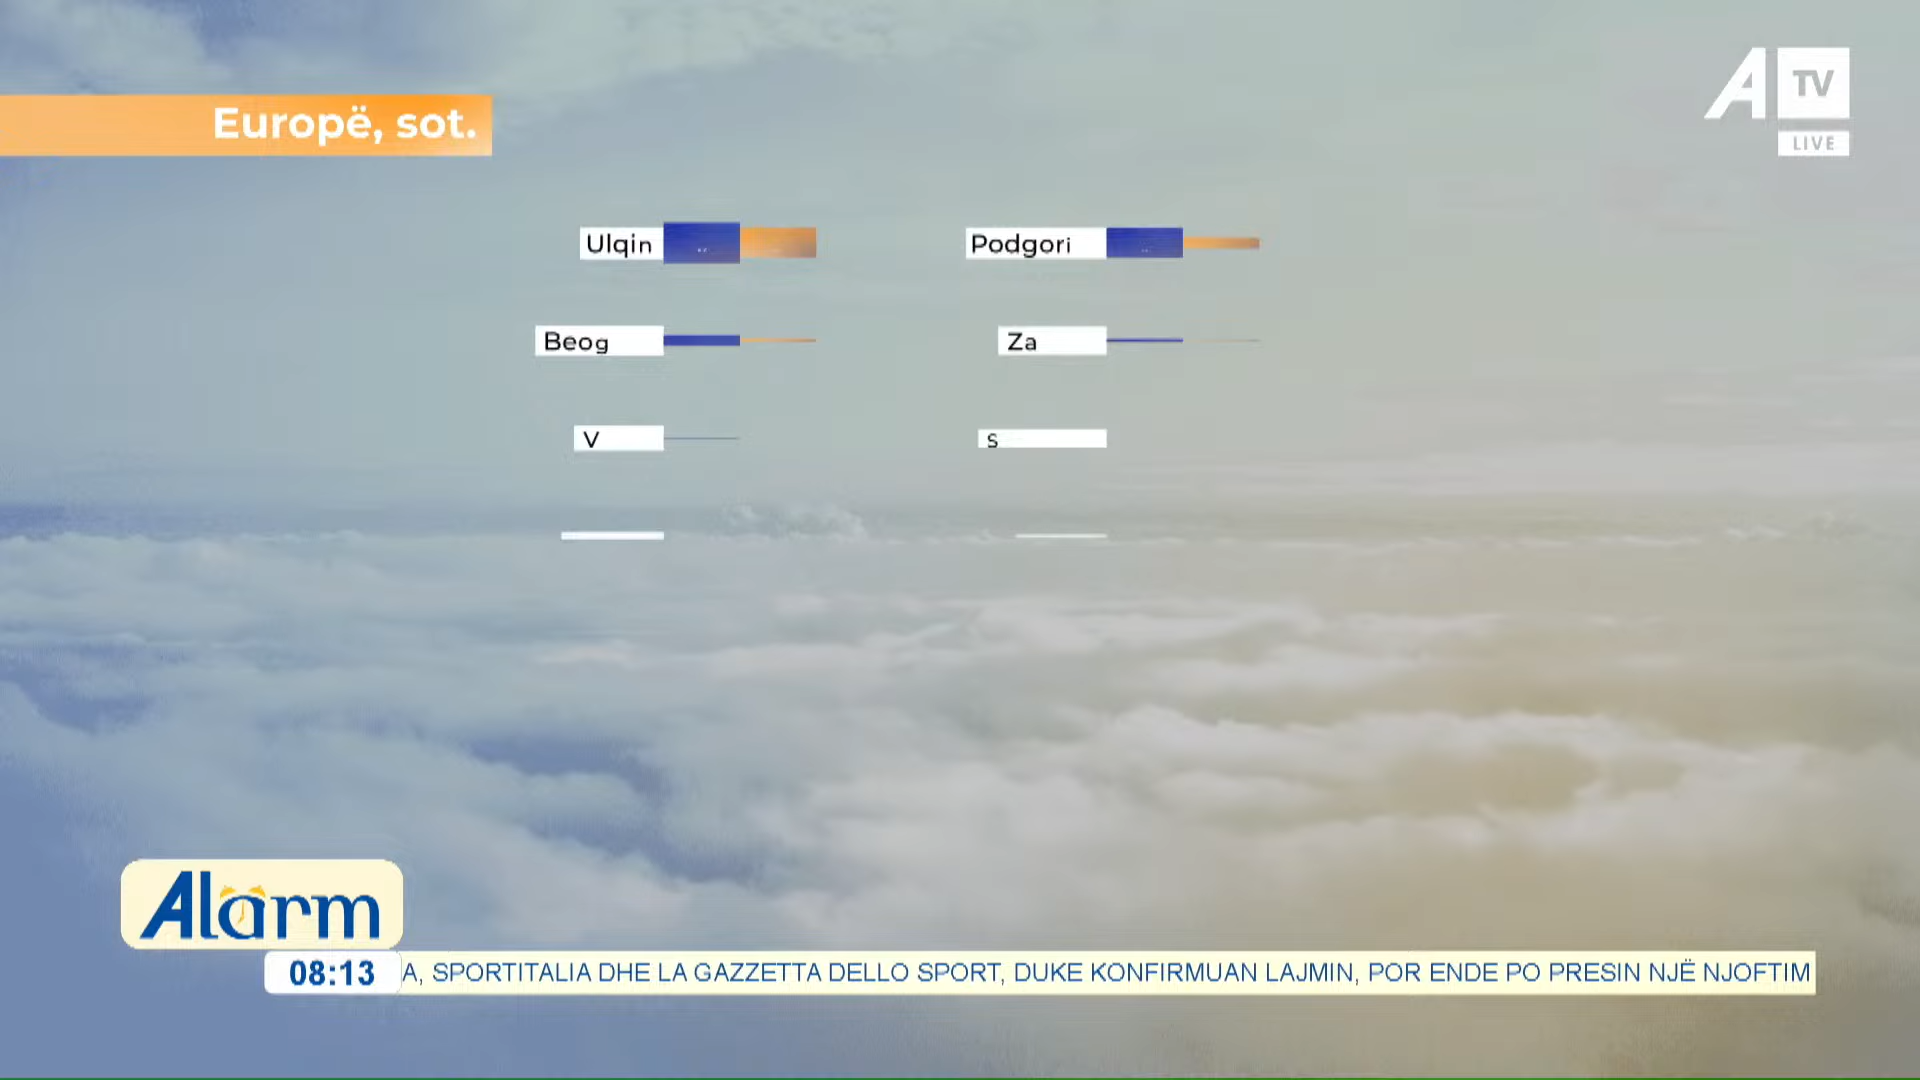 Europë, sot.
A TV
LIVE
Ulqin
Podgori
Beog
Za
V
S
Alarm
08:13
A, SPORTITALIA DHE LA GAZZETTA DELLO SPORT, DUKE KONFIRMUAN LAJMIN, POR ENDE PO PRESIN NJË NJOFTIM